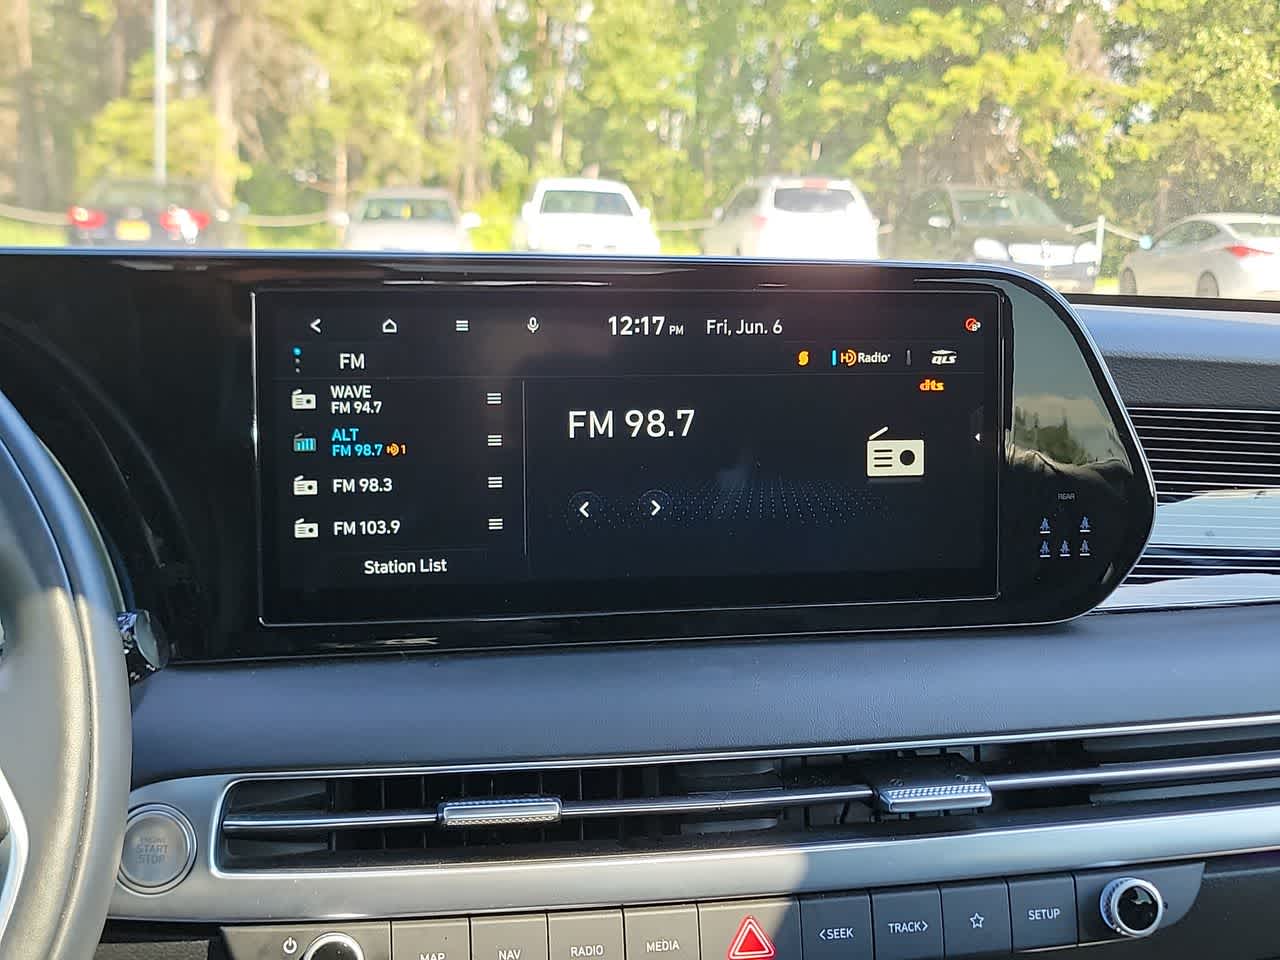 12:17 PM Fri, Jun. 6
FM
HD Radio
QLS
dts
WAVE
FM 94.7
ALT
FM 98.7 HD 1
FM 98.3
FM 103.9
Station List
FM 98.7
REAR
ENGINE
START
STOP
MAP
NAV
RADIO
MEDIA
<SEEK
TRACK>
SETUP